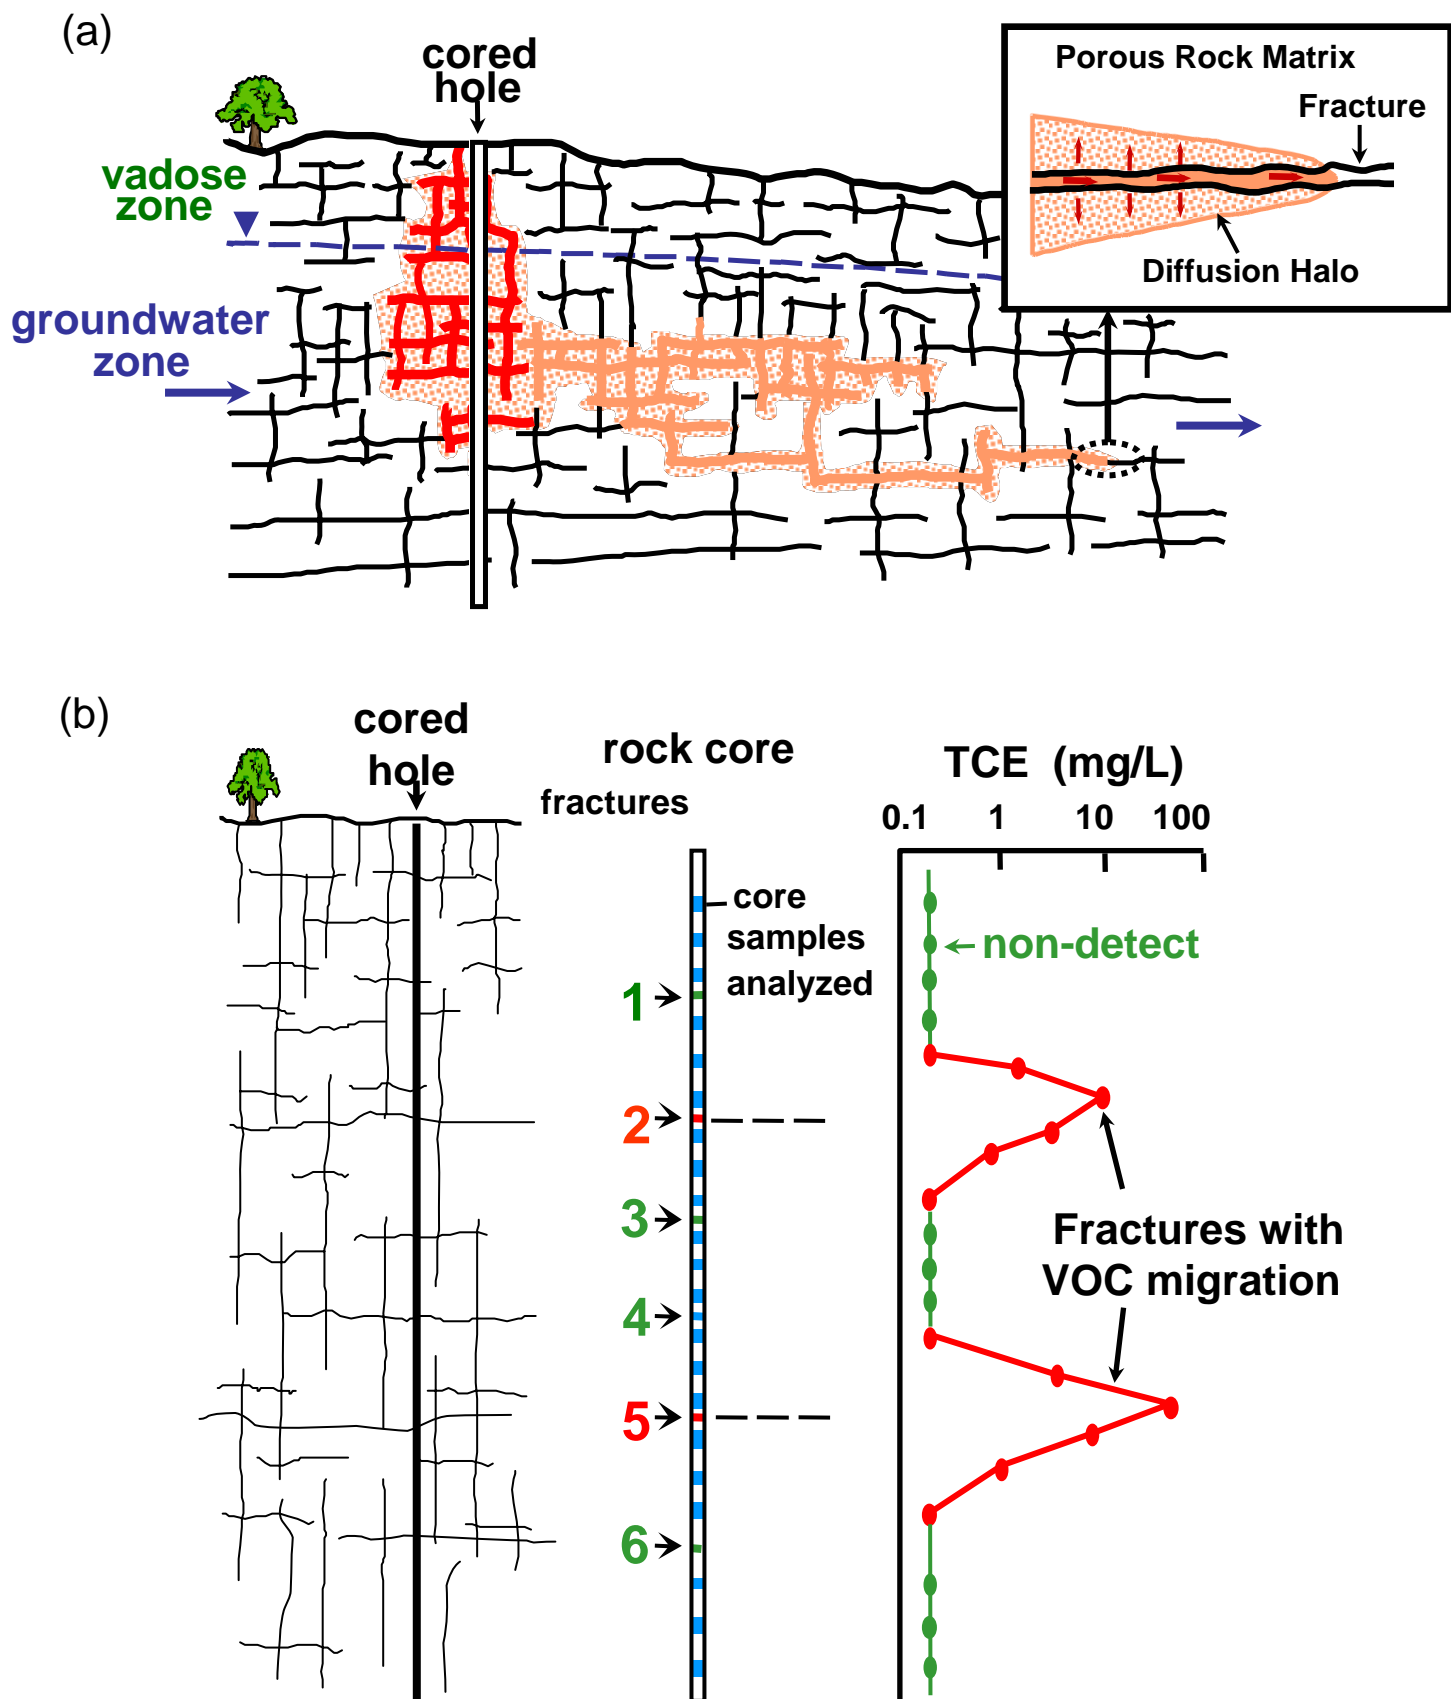 (a)
cored
hole
vadose
zone
groundwater
zone
Porous Rock Matrix
Fracture
Diffusion Halo
(b)
cored
hole
rock core
fractures
TCE (mg/L)
0.1 1 10 100
core
samples
analyzed
non-detect
1
2
3
4
5
6
Fractures with
VOC migration